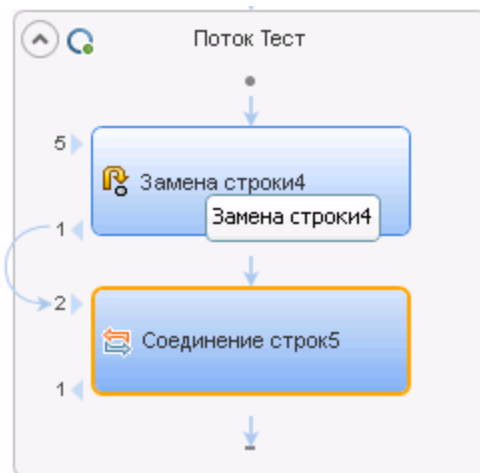 Поток Тест
5
Замена строки4
Замена строки4
1
2
Соединение строк5
1